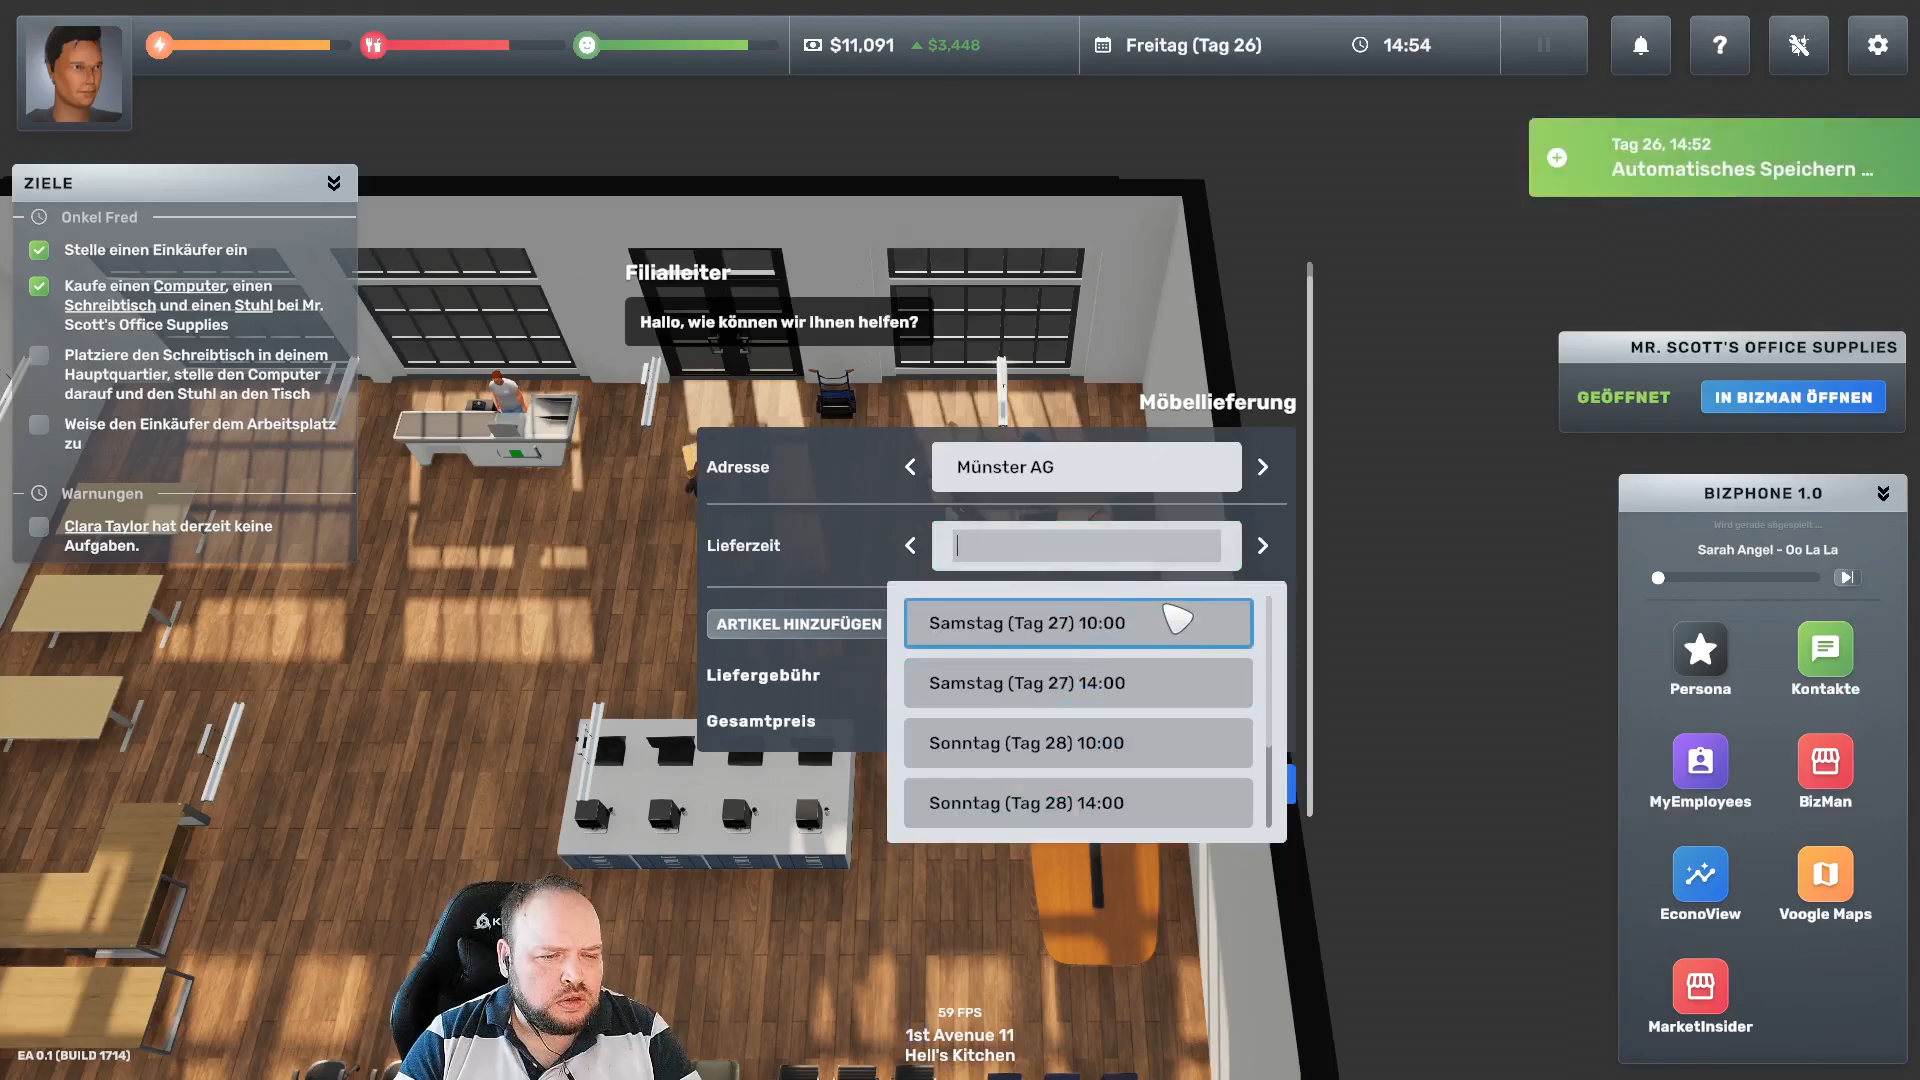 $11,091
$3,448
Freitag (Tag 26)
14:54
?
Tag 26, 14:52
Automatisches Speichern ...
ZIELE
Onkel Fred
Stelle einen Einkäufer ein
Kaufe einen Computer, einen
Schreibtisch und einen Stuhl bei Mr.
Scott's Office Supplies
Platziere den Schreibtisch in deinem
Hauptquartier, stelle den Computer
darauf und den Stuhl an den Tisch
Weise den Einkäufer dem Arbeitsplatz
zu
Warnungen
Clara Taylor hat derzeit keine
Aufgaben.
Filialleiter
Hallo, wie können wir Ihnen helfen?
Möbellieferung
Adresse
Münster AG
Lieferzeit
ARTIKEL HINZUFÜGEN
Liefergebühr
Gesamtpreis
Samstag (Tag 27) 10:00
Samstag (Tag 27) 14:00
Sonntag (Tag 28) 10:00
Sonntag (Tag 28) 14:00
MR. SCOTT'S OFFICE SUPPLIES
GEÖFFNET
IN BIZMAN ÖFFNEN
BIZPHONE 1.0
Wird gerade abgespielt ...
Sarah Angel - Oo La La
Persona
Kontakte
MyEmployees
BizMan
EconoView
Voogle Maps
MarketInsider
59 FPS
1st Avenue 11
Hell's Kitchen
EA 0.1 (BUILD 1714)